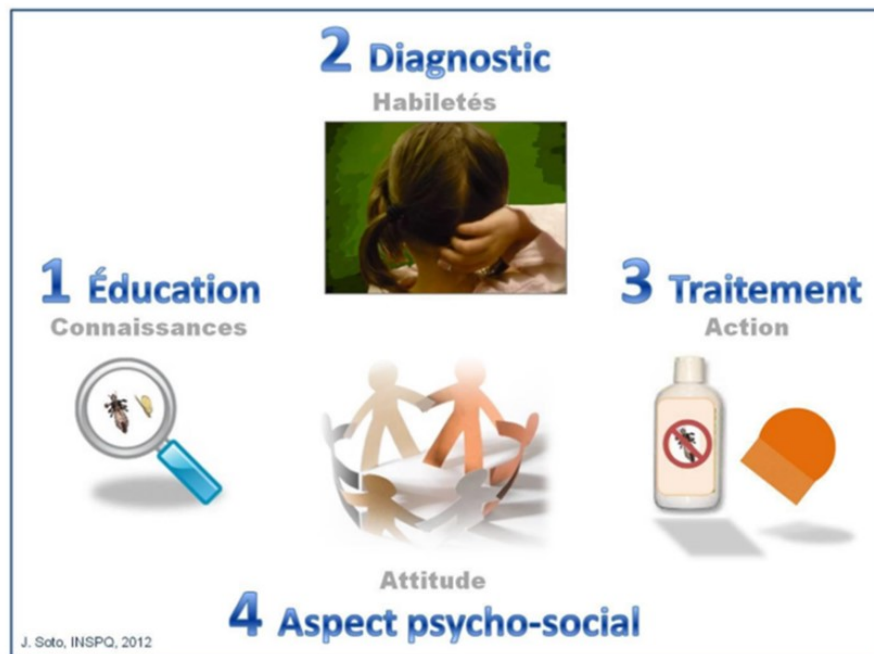 2 Diagnostic
Habiletés
1 Éducation
Connaissances
3 Traitement
Action
Attitude
4 Aspect psycho-social
J. Soto, INSPQ, 2012